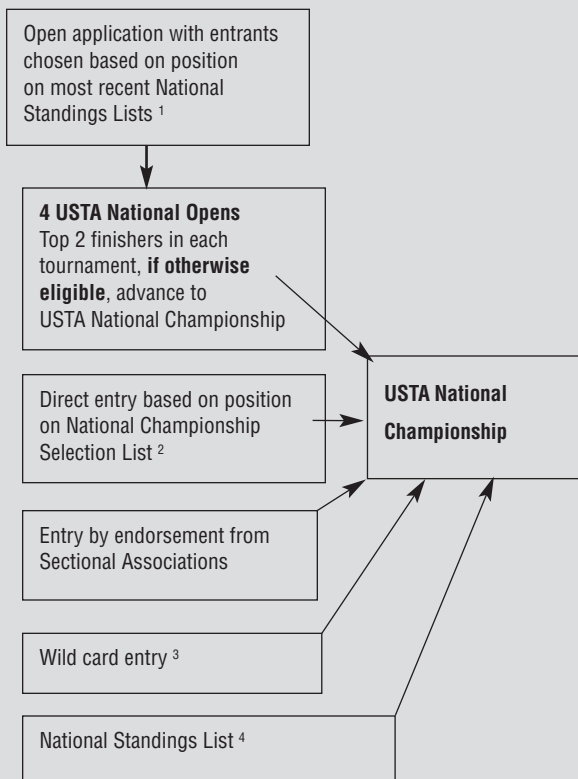 Open application with entrants
chosen based on position
on most recent National
Standings Lists ¹
4 USTA National Opens
Top 2 finishers in each
tournament, if otherwise
eligible, advance to
USTA National Championship
Direct entry based on position
on National Championship
Selection List ²
Entry by endorsement from
Sectional Associations
Wild card entry ³
National Standings List ⁴
USTA National
Championship